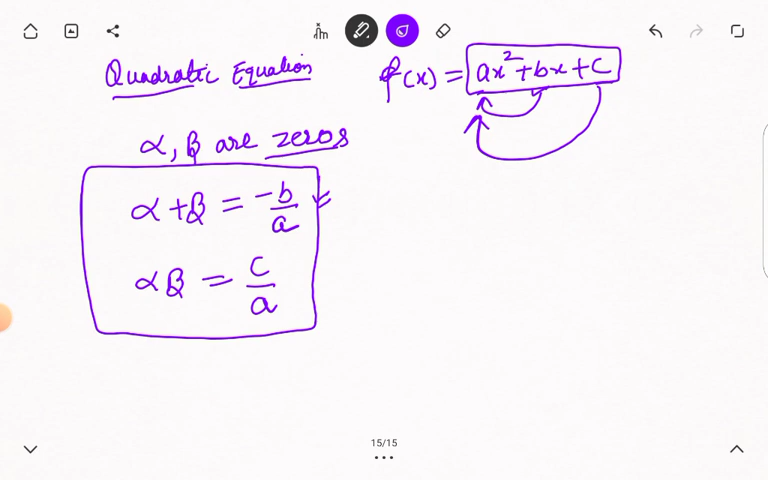 Quadratic Equation f(x) = ax²+bx+c
α, β are zeros
α+β = -b/a
αβ = c/a
15/15